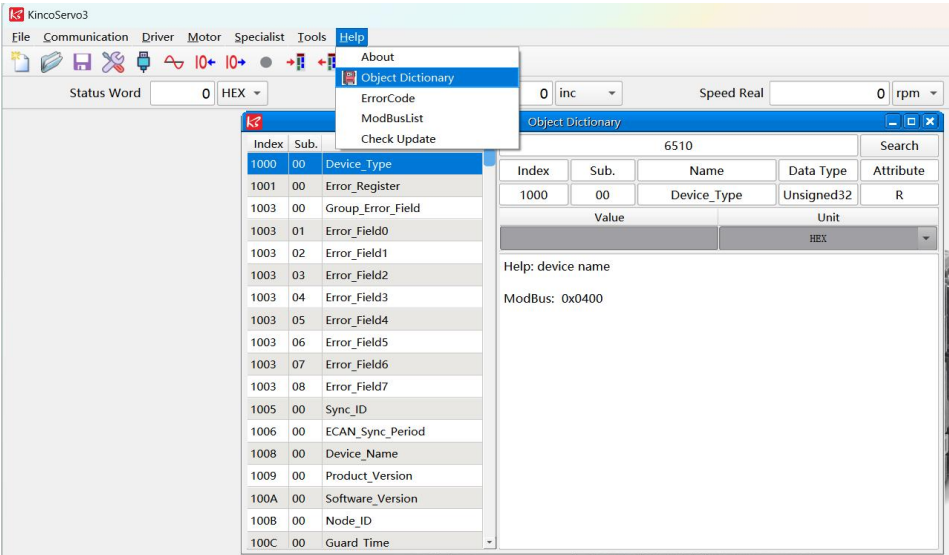 KincoServo3
File Communication Driver Motor Specialist Tools Help
About
Object Dictionary
ErrorCode
ModBusList
Check Update
Status Word 0 HEX 0 inc Speed Real 0 rpm
Object Dictionary
Index Sub.
1000 00 Device_Type
1001 00 Error_Register
1003 00 Group_Error_Field
1003 01 Error_Field0
1003 02 Error_Field1
1003 03 Error_Field2
1003 04 Error_Field3
1003 05 Error_Field4
1003 06 Error_Field5
1003 07 Error_Field6
1003 08 Error_Field7
1005 00 Sync_ID
1006 00 ECAN_Sync_Period
1008 00 Device_Name
1009 00 Product_Version
100A 00 Software_Version
100B 00 Node_ID
100C 00 Guard Time
6510 Search
Index Sub. Name Data Type Attribute
1000 00 Device_Type Unsigned32 R
Value Unit
HEX
Help: device name
ModBus: 0x0400